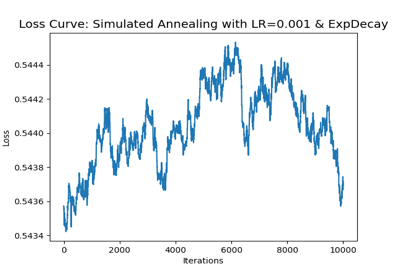 Loss Curve: Simulated Annealing with LR=0.001 & ExpDecay
0.5444
0.5442
0.5440
0.5438
0.5436
0.5434
Loss
0 2000 4000 6000 8000 10000
Iterations